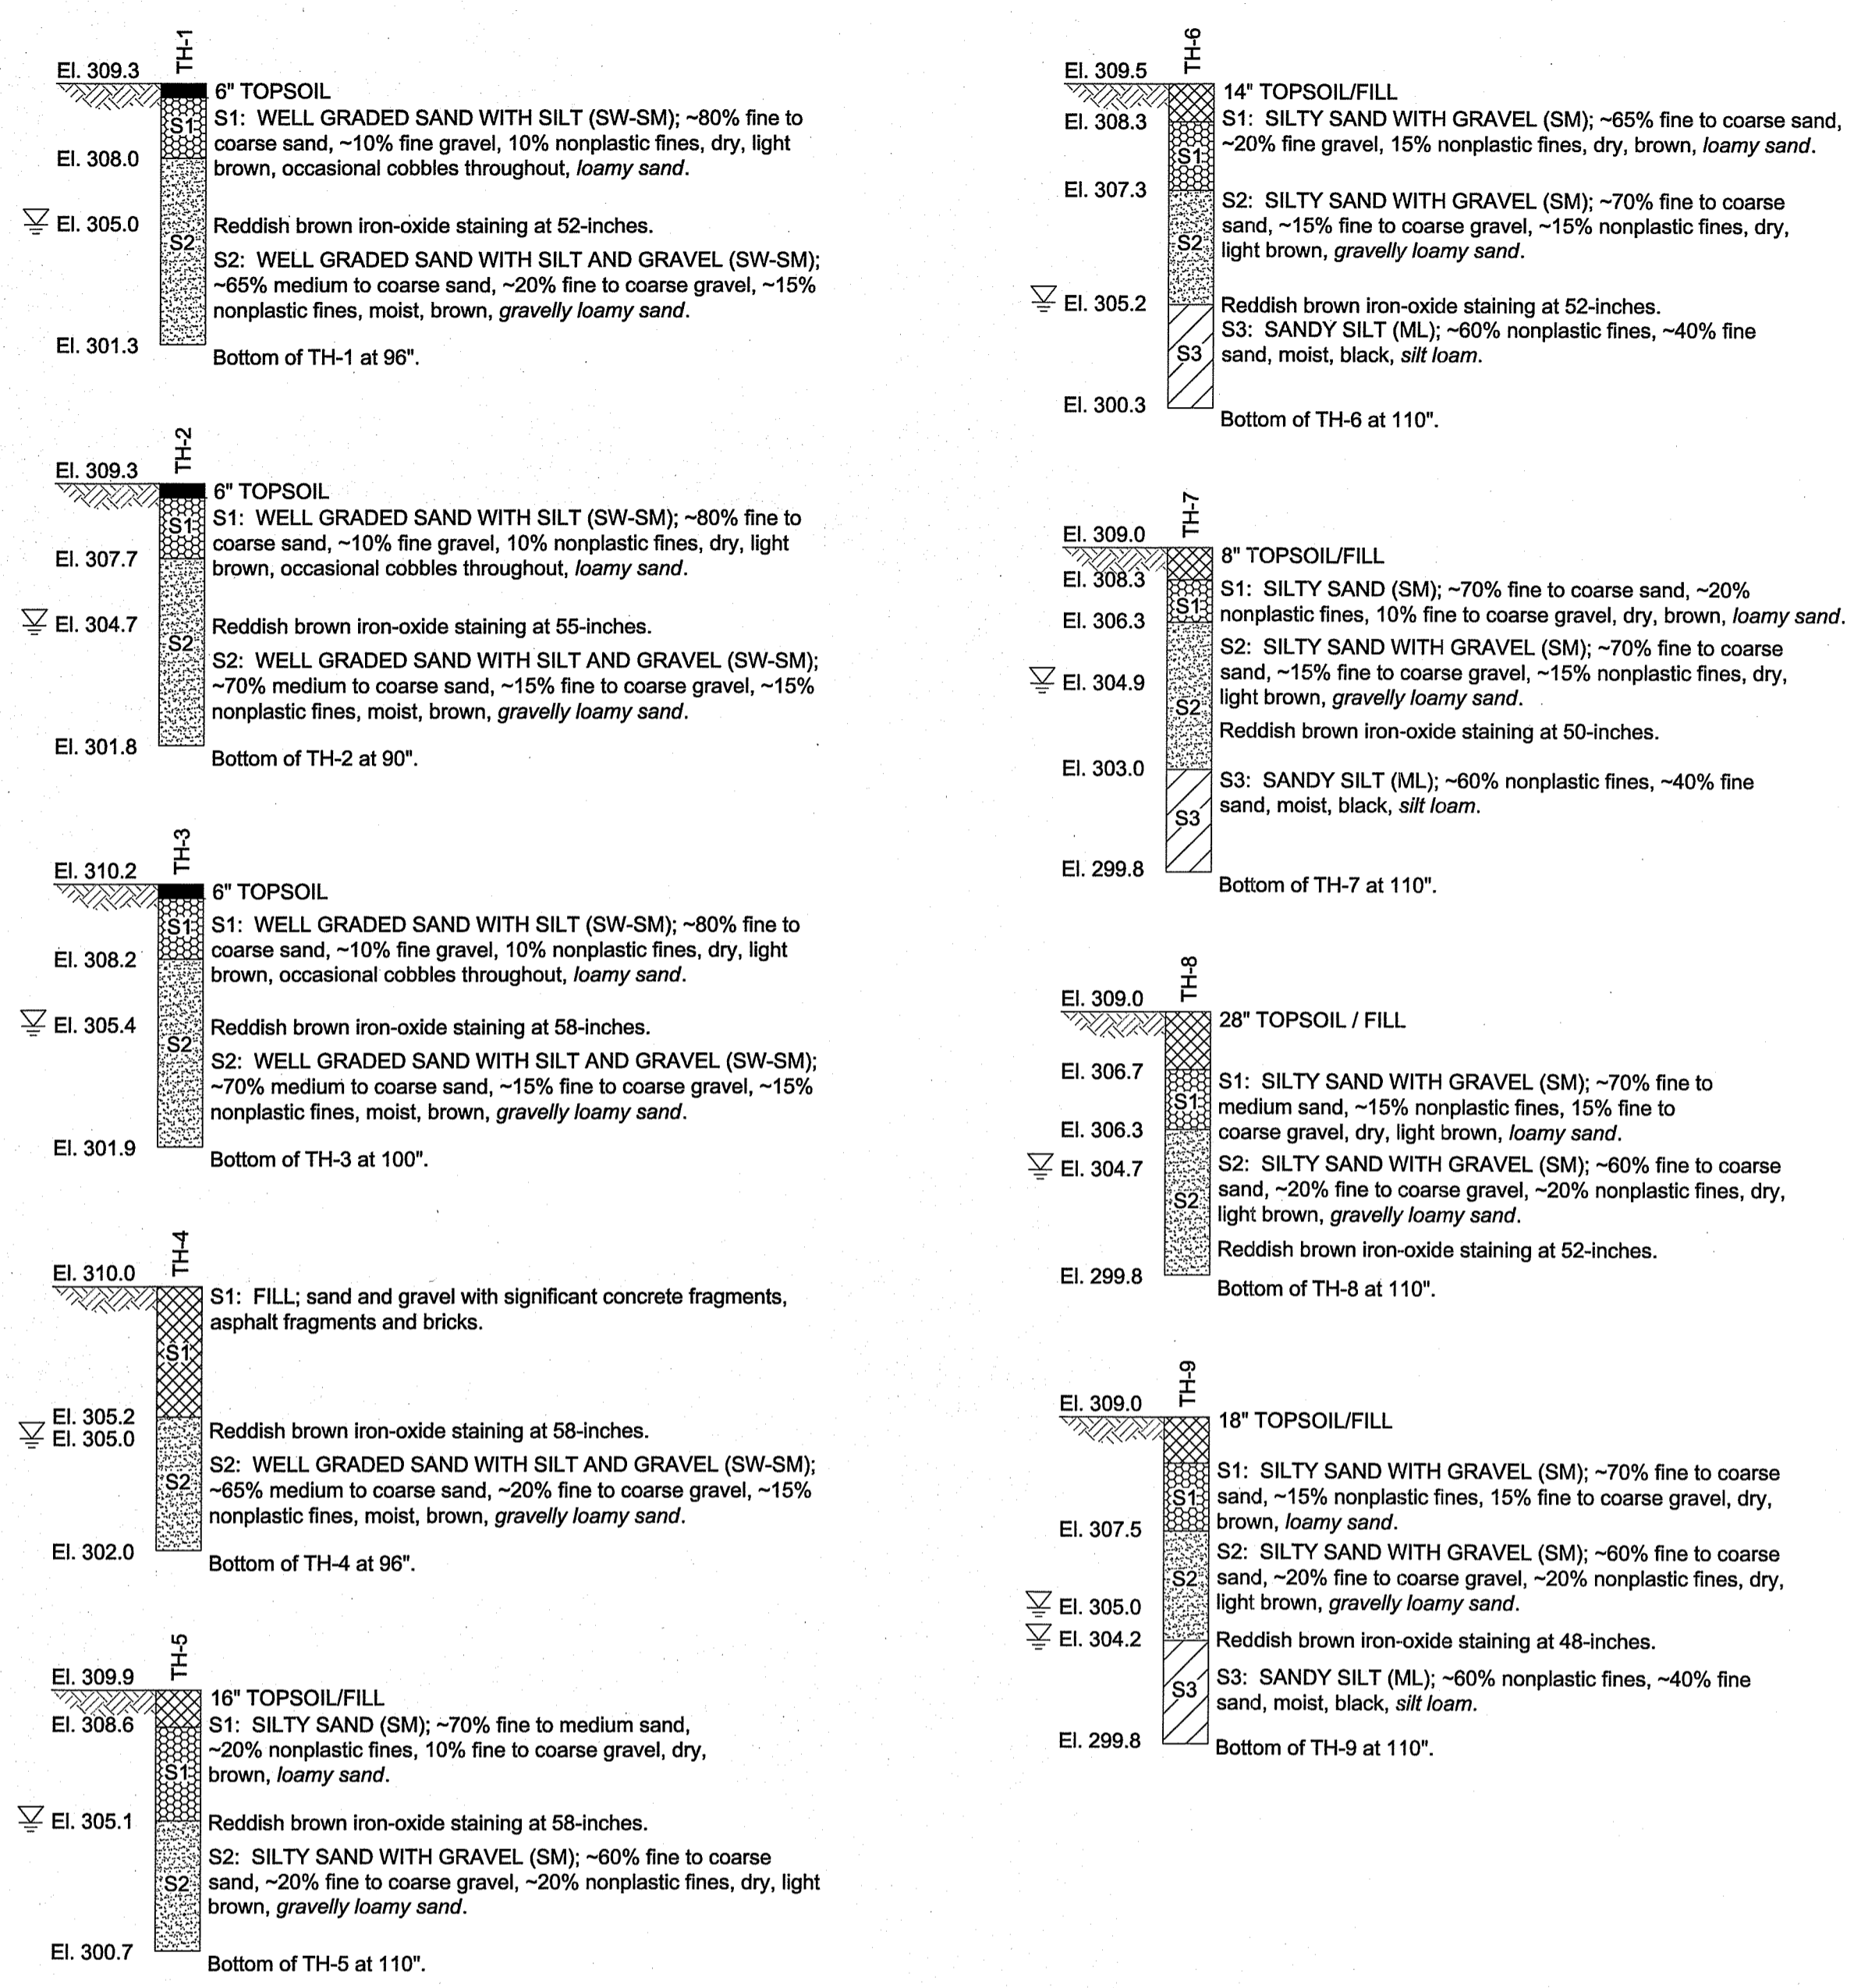 TH-1
El. 309.3
6" TOPSOIL
S1: WELL GRADED SAND WITH SILT (SW-SM); ~80% fine to
coarse sand, ~10% fine gravel, 10% nonplastic fines, dry, light
brown, occasional cobbles throughout, loamy sand.
S1
El. 308.0
El. 305.0
Reddish brown iron-oxide staining at 52-inches.
S2
S2: WELL GRADED SAND WITH SILT AND GRAVEL (SW-SM);
~65% medium to coarse sand, ~20% fine to coarse gravel, ~15%
nonplastic fines, moist, brown, gravelly loamy sand.
El. 301.3
Bottom of TH-1 at 96".
TH-2
El. 309.3
6" TOPSOIL
S1
S1: WELL GRADED SAND WITH SILT (SW-SM); ~80% fine to
coarse sand, ~10% fine gravel, 10% nonplastic fines, dry, light
brown, occasional cobbles throughout, loamy sand.
El. 307.7
El. 304.7
Reddish brown iron-oxide staining at 55-inches.
S2
S2: WELL GRADED SAND WITH SILT AND GRAVEL (SW-SM);
~70% medium to coarse sand, ~15% fine to coarse gravel, ~15%
nonplastic fines, moist, brown, gravelly loamy sand.
El. 301.8
Bottom of TH-2 at 90".
TH-3
El. 310.2
6" TOPSOIL
S1
S1: WELL GRADED SAND WITH SILT (SW-SM); ~80% fine to
coarse sand, ~10% fine gravel, 10% nonplastic fines, dry, light
brown, occasional cobbles throughout, loamy sand.
El. 308.2
El. 305.4
Reddish brown iron-oxide staining at 58-inches.
S2
S2: WELL GRADED SAND WITH SILT AND GRAVEL (SW-SM);
~70% medium to coarse sand, ~15% fine to coarse gravel, ~15%
nonplastic fines, moist, brown, gravelly loamy sand.
El. 301.9
Bottom of TH-3 at 100".
TH-4
El. 310.0
S1: FILL; sand and gravel with significant concrete fragments,
asphalt fragments and bricks.
S1
El. 305.2
El. 305.0
Reddish brown iron-oxide staining at 58-inches.
S2
S2: WELL GRADED SAND WITH SILT AND GRAVEL (SW-SM);
~65% medium to coarse sand, ~20% fine to coarse gravel, ~15%
nonplastic fines, moist, brown, gravelly loamy sand.
El. 302.0
Bottom of TH-4 at 96".
TH-5
El. 309.9
16" TOPSOIL/FILL
El. 308.6
S1: SILTY SAND (SM); ~70% fine to medium sand,
~20% nonplastic fines, 10% fine to coarse gravel, dry,
brown, loamy sand.
S1
El. 305.1
Reddish brown iron-oxide staining at 58-inches.
S2: SILTY SAND WITH GRAVEL (SM); ~60% fine to coarse
sand, ~20% fine to coarse gravel, ~20% nonplastic fines, dry, light
brown, gravelly loamy sand.
S2
El. 300.7
Bottom of TH-5 at 110".
TH-6
El. 309.5
14" TOPSOIL/FILL
El. 308.3
S1: SILTY SAND WITH GRAVEL (SM); ~65% fine to coarse sand,
~20% fine gravel, 15% nonplastic fines, dry, brown, loamy sand.
S1
El. 307.3
S2: SILTY SAND WITH GRAVEL (SM); ~70% fine to coarse
sand, ~15% fine to coarse gravel, ~15% nonplastic fines, dry,
light brown, gravelly loamy sand.
S2
El. 305.2
Reddish brown iron-oxide staining at 52-inches.
S3: SANDY SILT (ML); ~60% nonplastic fines, ~40% fine
sand, moist, black, silt loam.
S3
El. 300.3
Bottom of TH-6 at 110".
TH-7
El. 309.0
8" TOPSOIL/FILL
El. 308.3
S1: SILTY SAND (SM); ~70% fine to coarse sand, ~20%
nonplastic fines, 10% fine to coarse gravel, dry, brown, loamy sand.
S1
El. 306.3
S2: SILTY SAND WITH GRAVEL (SM); ~70% fine to coarse
sand, ~15% fine to coarse gravel, ~15% nonplastic fines, dry,
light brown, gravelly loamy sand.
El. 304.9
S2
Reddish brown iron-oxide staining at 50-inches.
El. 303.0
S3: SANDY SILT (ML); ~60% nonplastic fines, ~40% fine
sand, moist, black, silt loam.
S3
El. 299.8
Bottom of TH-7 at 110".
TH-8
El. 309.0
28" TOPSOIL / FILL
El. 306.7
S1: SILTY SAND WITH GRAVEL (SM); ~70% fine to
medium sand, ~15% nonplastic fines, 15% fine to
coarse gravel, dry, light brown, loamy sand.
S1
El. 306.3
El. 304.7
S2: SILTY SAND WITH GRAVEL (SM); ~60% fine to coarse
sand, ~20% fine to coarse gravel, ~20% nonplastic fines, dry,
light brown, gravelly loamy sand.
S2
Reddish brown iron-oxide staining at 52-inches.
El. 299.8
Bottom of TH-8 at 110".
TH-9
El. 309.0
18" TOPSOIL/FILL
S1: SILTY SAND WITH GRAVEL (SM); ~70% fine to coarse
sand, ~15% nonplastic fines, 15% fine to coarse gravel, dry,
brown, loamy sand.
S1
El. 307.5
S2: SILTY SAND WITH GRAVEL (SM); ~60% fine to coarse
sand, ~20% fine to coarse gravel, ~20% nonplastic fines, dry,
light brown, gravelly loamy sand.
S2
El. 305.0
El. 304.2
Reddish brown iron-oxide staining at 48-inches.
S3: SANDY SILT (ML); ~60% nonplastic fines, ~40% fine
sand, moist, black, silt loam.
S3
El. 299.8
Bottom of TH-9 at 110".